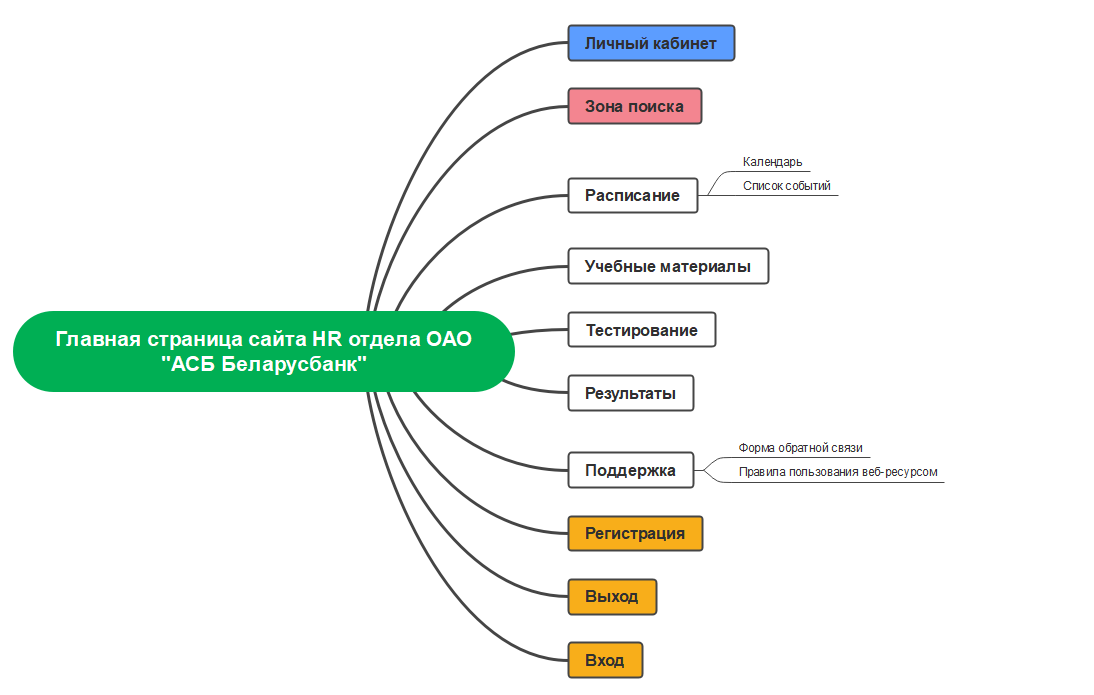 Личный кабинет
Зона поиска
Календарь
Список событий
Расписание
Учебные материалы
Главная страница сайта HR отдела ОАО
"АСБ Беларусбанк"
Тестирование
Результаты
Форма обратной связи
Поддержка
Правила пользования веб-ресурсом
Регистрация
Выход
Вход